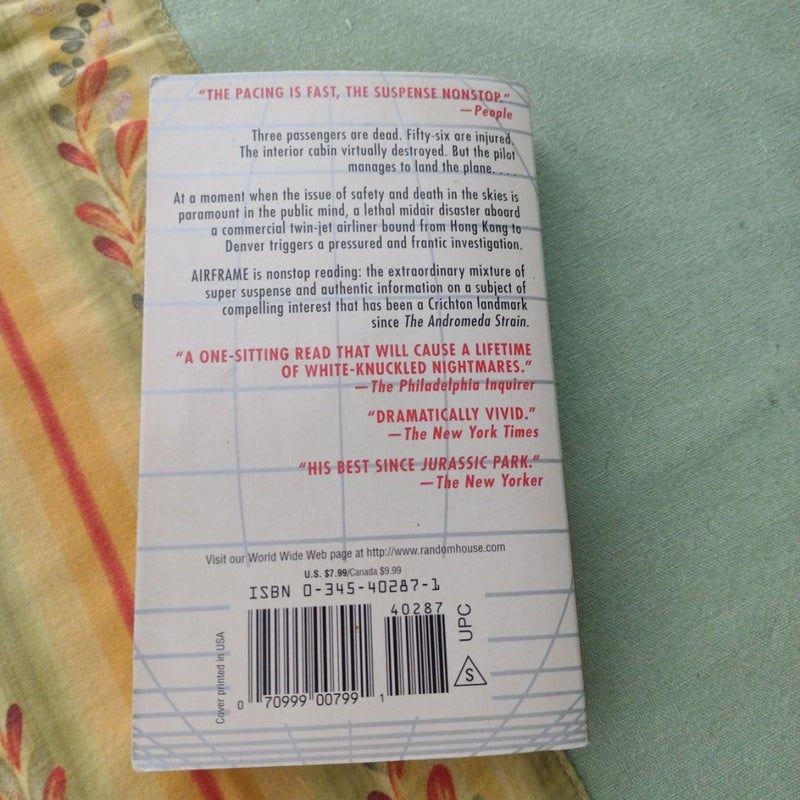 "THE PACING IS FAST, THE SUSPENSE NONSTOP."
—People
Three passengers are dead. Fifty-six are injured.
The interior cabin virtually destroyed. But the pilot
manages to land the plane. . . .
At a moment when the issue of safety and death in the skies is
paramount in the public mind, a lethal midair disaster aboard
a commercial twin-jet airliner bound from Hong Kong to
Denver triggers a pressured and frantic investigation.
AIRFRAME is nonstop reading: the extraordinary mixture of
super suspense and authentic information on a subject of
compelling interest that has been a Crichton landmark
since The Andromeda Strain.
"A ONE-SITTING READ THAT WILL CAUSE A LIFETIME
OF WHITE-KNUCKLED NIGHTMARES."
—The Philadelphia Inquirer
"DRAMATICALLY VIVID."
—The New York Times
"HIS BEST SINCE JURASSIC PARK."
—The New Yorker
Visit our World Wide Web page at http://www.randomhouse.com
U.S. $7.99/Canada $9.99
ISBN 0-345-40287-1
40287
UPC
S
Cover printed in USA
0 70999 00799 1